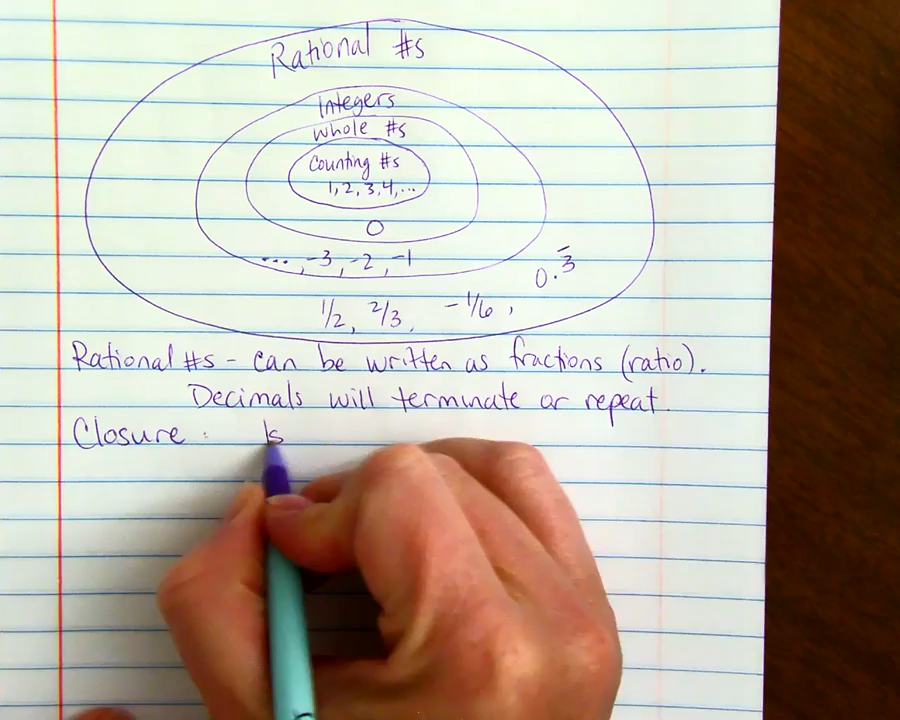 Rational #s
Integers
whole #s
Counting #s
1, 2, 3, 4, ...
0
... , -3, -2, -1
0.3̅
1/2, 2/3, -1/6,
Rational #s - can be written as fractions (ratio).
Decimals will terminate or repeat.
Closure: Is